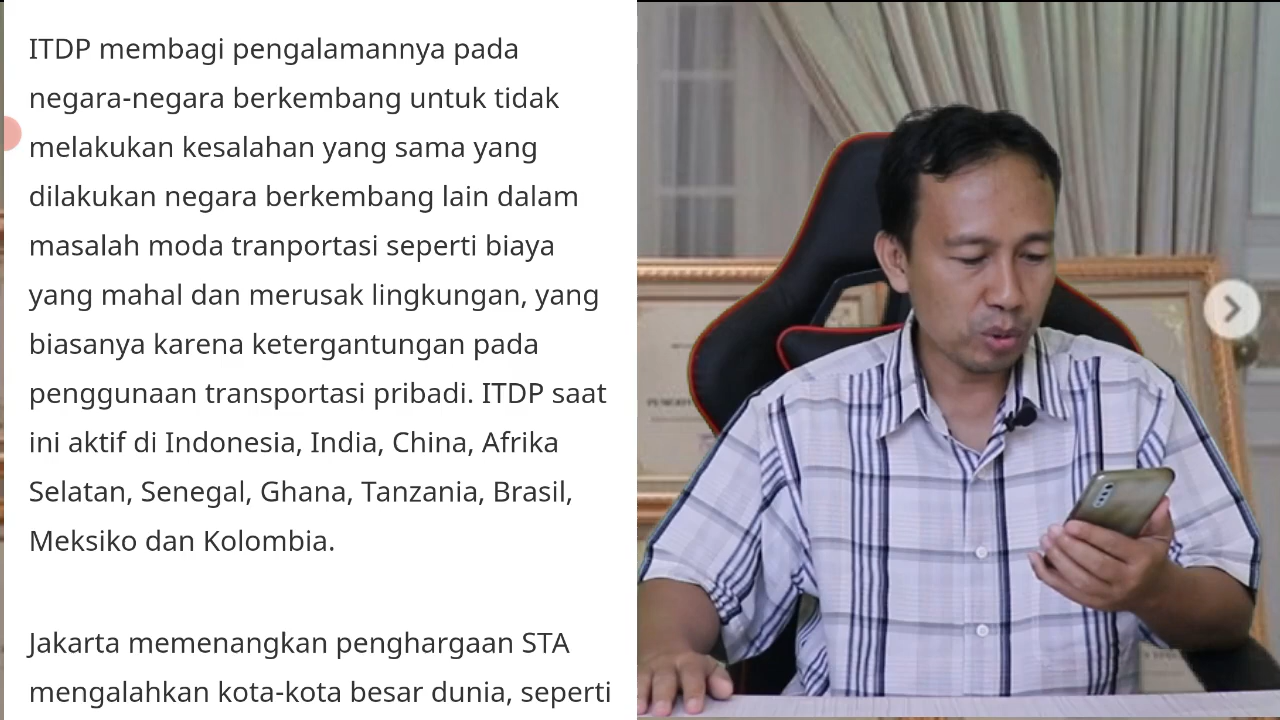 ITDP membagi pengalamannya pada
negara-negara berkembang untuk tidak
melakukan kesalahan yang sama yang
dilakukan negara berkembang lain dalam
masalah moda tranportasi seperti biaya
yang mahal dan merusak lingkungan, yang
biasanya karena ketergantungan pada
penggunaan transportasi pribadi. ITDP saat
ini aktif di Indonesia, India, China, Afrika
Selatan, Senegal, Ghana, Tanzania, Brasil,
Meksiko dan Kolombia.
Jakarta memenangkan penghargaan STA
mengalahkan kota-kota besar dunia, seperti